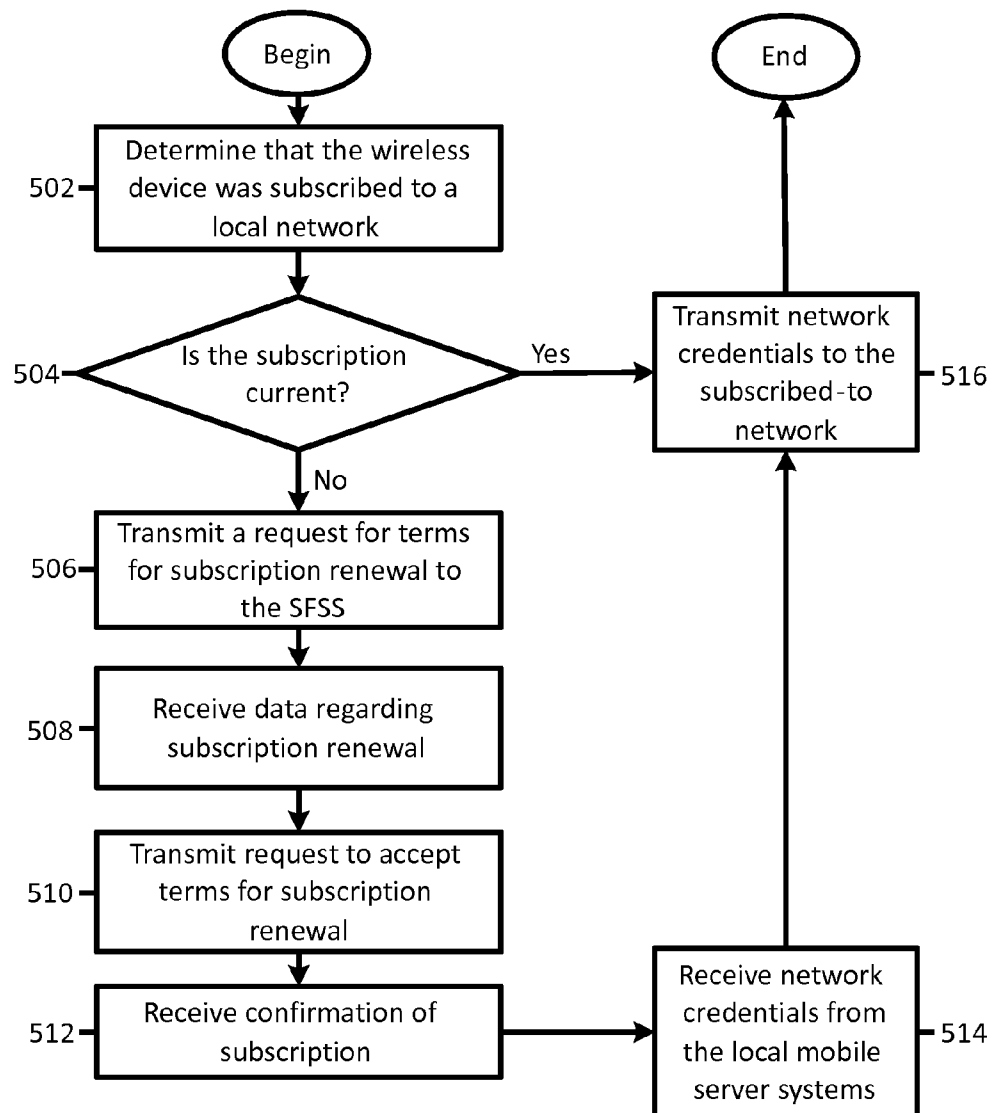 Begin
End
502
Determine that the wireless
device was subscribed to a
local network
504
Is the subscription
current?
Yes
Transmit network
credentials to the
subscribed-to
network
516
No
506
Transmit a request for terms
for subscription renewal to
the SFSS
508
Receive data regarding
subscription renewal
510
Transmit request to accept
terms for subscription
renewal
512
Receive confirmation of
subscription
Receive network
credentials from
the local mobile
server systems
514